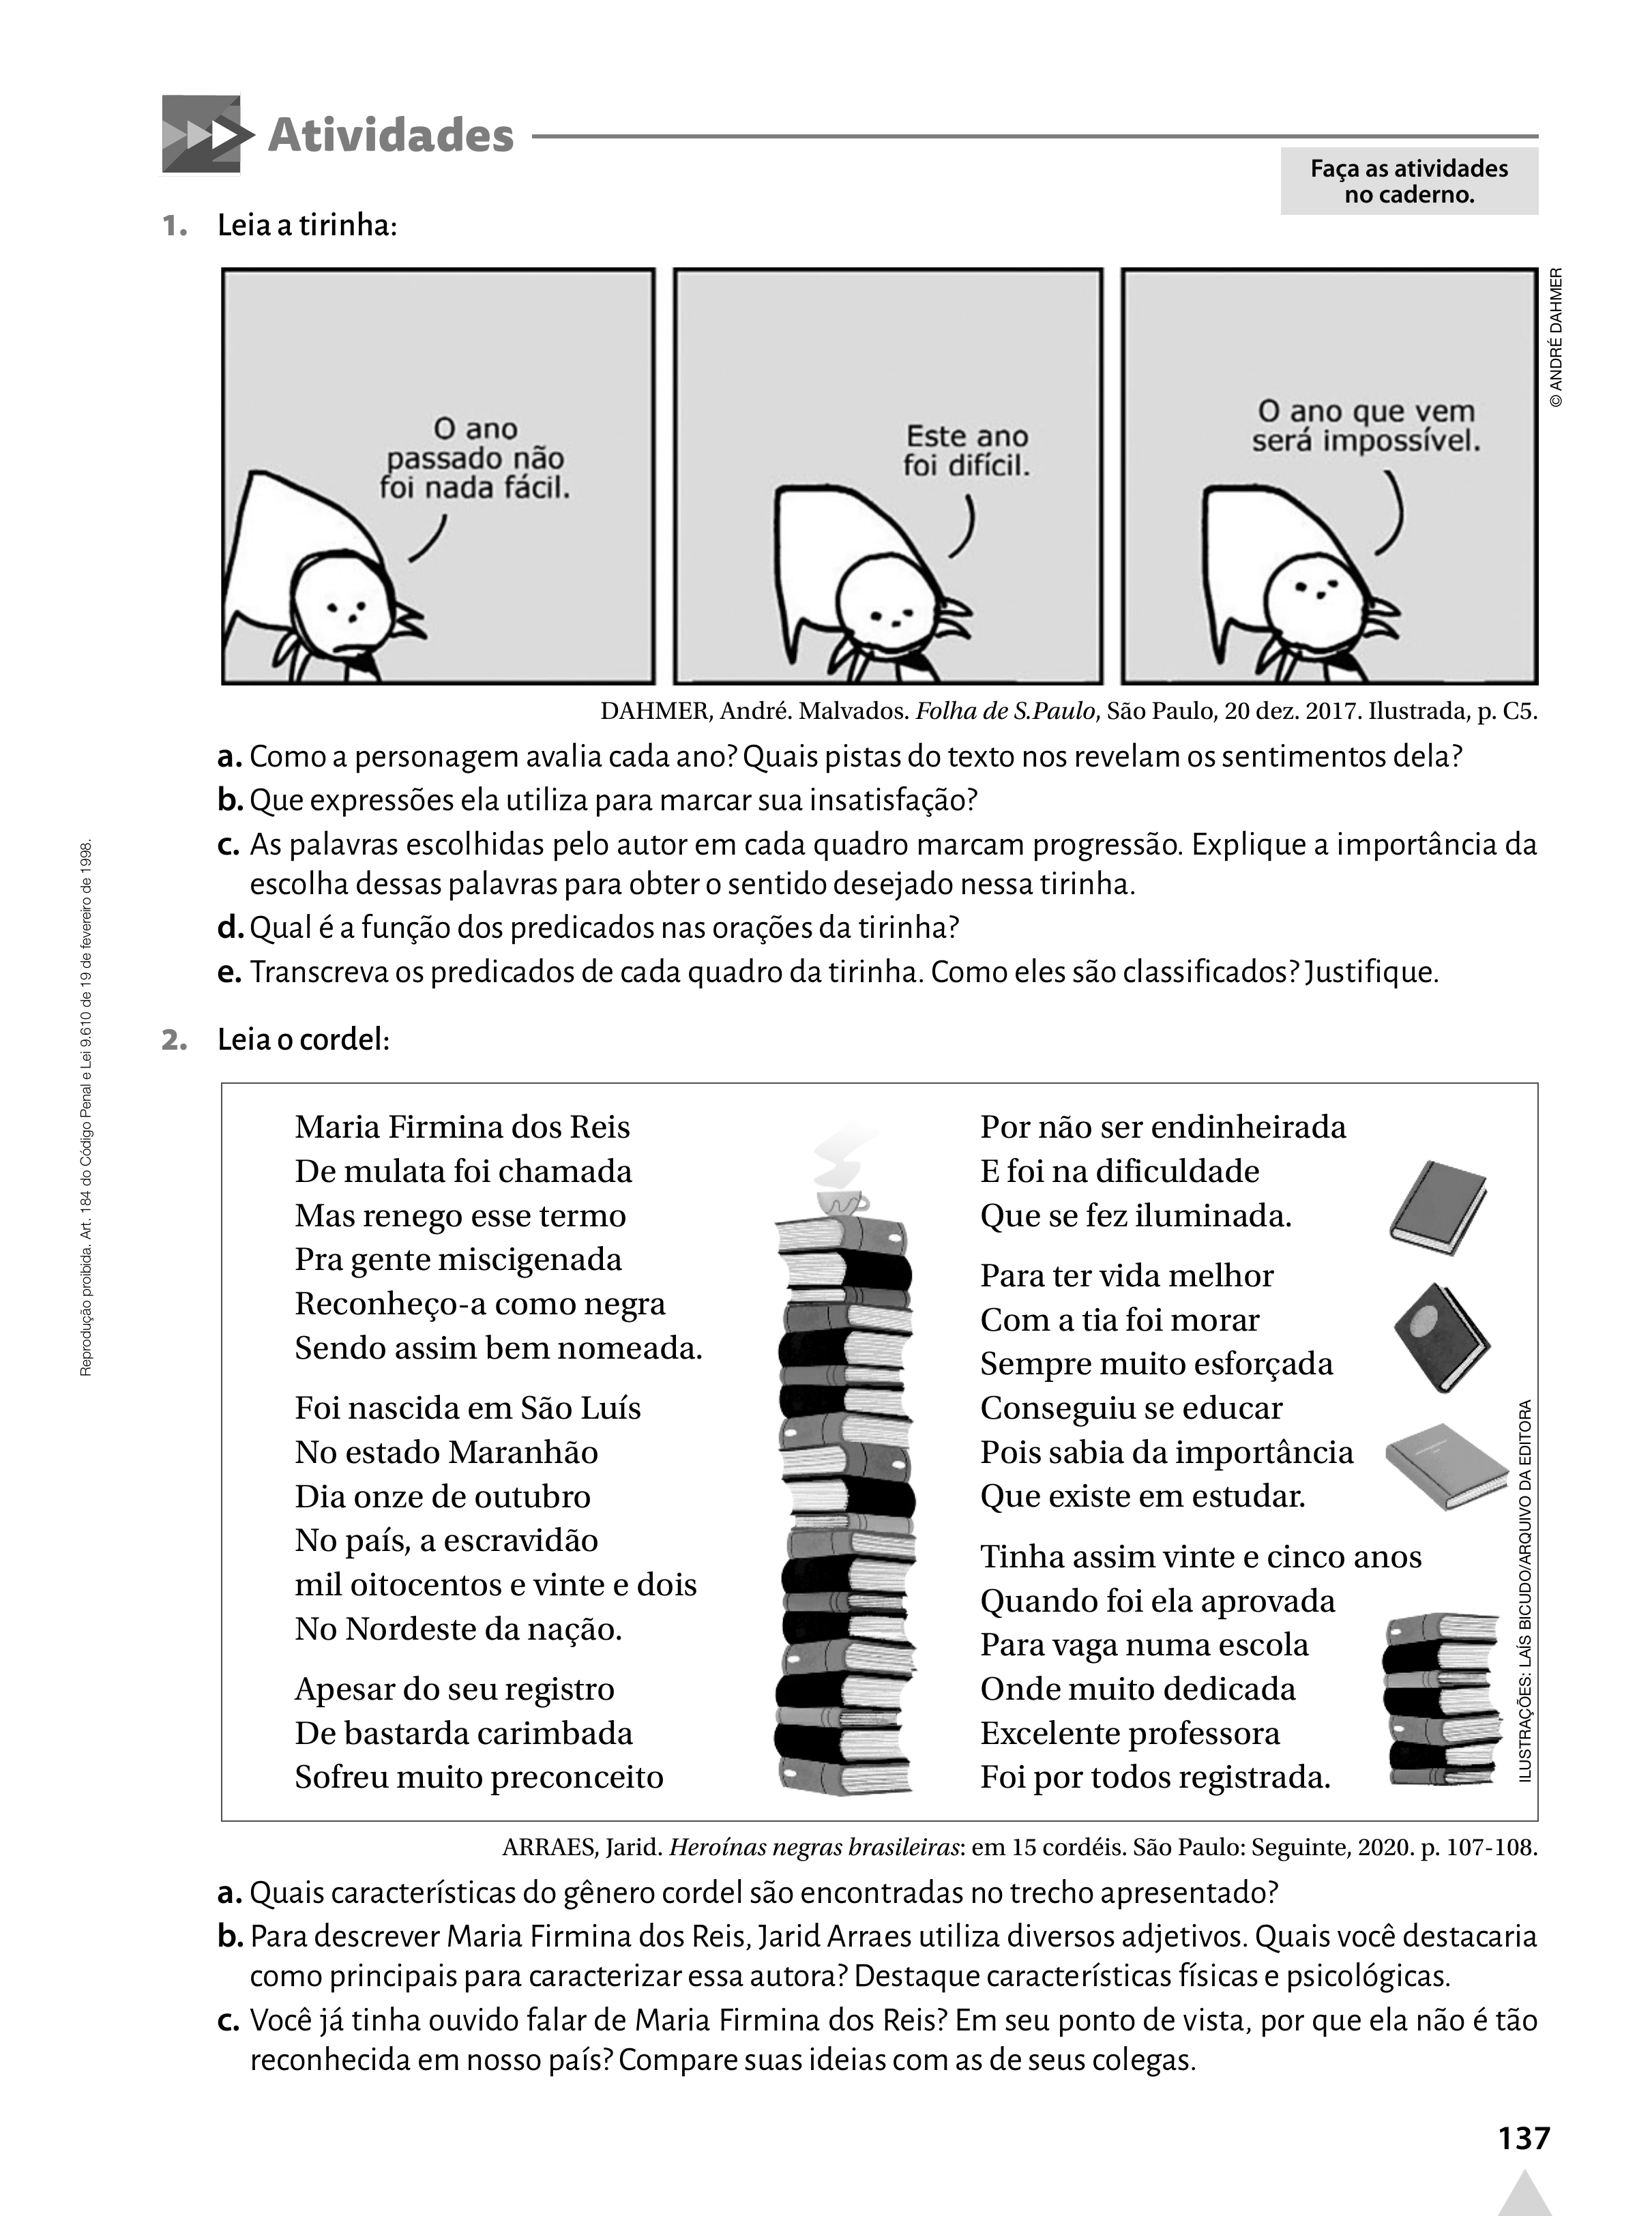 Atividades
Faça as atividades
no caderno.
1. Leia a tirinha:
O ano
passado não
foi nada fácil.
Este ano
foi difícil.
O ano que vem
será impossível.
© ANDRÉ DAHMER
DAHMER, André. Malvados. Folha de S.Paulo, São Paulo, 20 dez. 2017. Ilustrada, p. C5.
a. Como a personagem avalia cada ano? Quais pistas do texto nos revelam os sentimentos dela?
b. Que expressões ela utiliza para marcar sua insatisfação?
c. As palavras escolhidas pelo autor em cada quadro marcam progressão. Explique a importância da
escolha dessas palavras para obter o sentido desejado nessa tirinha.
d. Qual é a função dos predicados nas orações da tirinha?
e. Transcreva os predicados de cada quadro da tirinha. Como eles são classificados? Justifique.
2. Leia o cordel:
Maria Firmina dos Reis
De mulata foi chamada
Mas renego esse termo
Pra gente miscigenada
Reconheço-a como negra
Sendo assim bem nomeada.
Foi nascida em São Luís
No estado Maranhão
Dia onze de outubro
No país, a escravidão
mil oitocentos e vinte e dois
No Nordeste da nação.
Apesar do seu registro
De bastarda carimbada
Sofreu muito preconceito
Por não ser endinheirada
E foi na dificuldade
Que se fez iluminada.
Para ter vida melhor
Com a tia foi morar
Sempre muito esforçada
Conseguiu se educar
Pois sabia da importância
Que existe em estudar.
Tinha assim vinte e cinco anos
Quando foi ela aprovada
Para vaga numa escola
Onde muito dedicada
Excelente professora
Foi por todos registrada.
ILUSTRAÇÕES: LAÍS BICUDO/ARQUIVO DA EDITORA
ARRAES, Jarid. Heroínas negras brasileiras: em 15 cordéis. São Paulo: Seguinte, 2020. p. 107-108.
a. Quais características do gênero cordel são encontradas no trecho apresentado?
b. Para descrever Maria Firmina dos Reis, Jarid Arraes utiliza diversos adjetivos. Quais você destacaria
como principais para caracterizar essa autora? Destaque características físicas e psicológicas.
c. Você já tinha ouvido falar de Maria Firmina dos Reis? Em seu ponto de vista, por que ela não é tão
reconhecida em nosso país? Compare suas ideias com as de seus colegas.
Reprodução proibida. Art. 184 do Código Penal e Lei 9.610 de 19 de fevereiro de 1998.
137